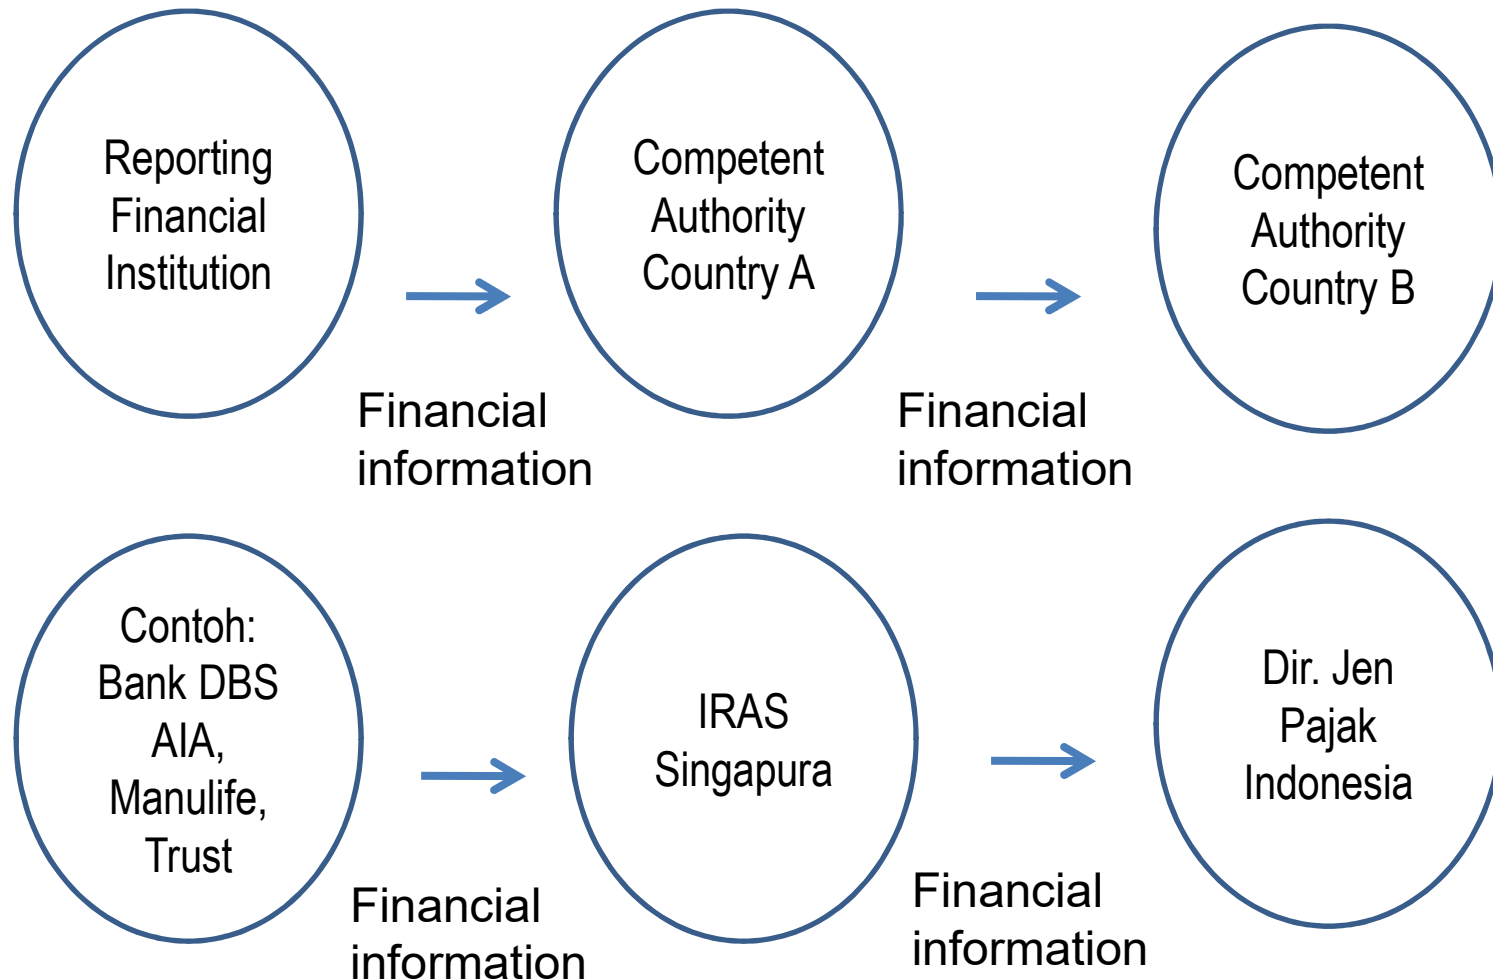 Reporting
Financial
Institution
Competent
Authority
Country A
Competent
Authority
Country B
Financial
information
Financial
information
Contoh:
Bank DBS
AIA,
Manulife,
Trust
IRAS
Singapura
Dir. Jen
Pajak
Indonesia
Financial
information
Financial
information